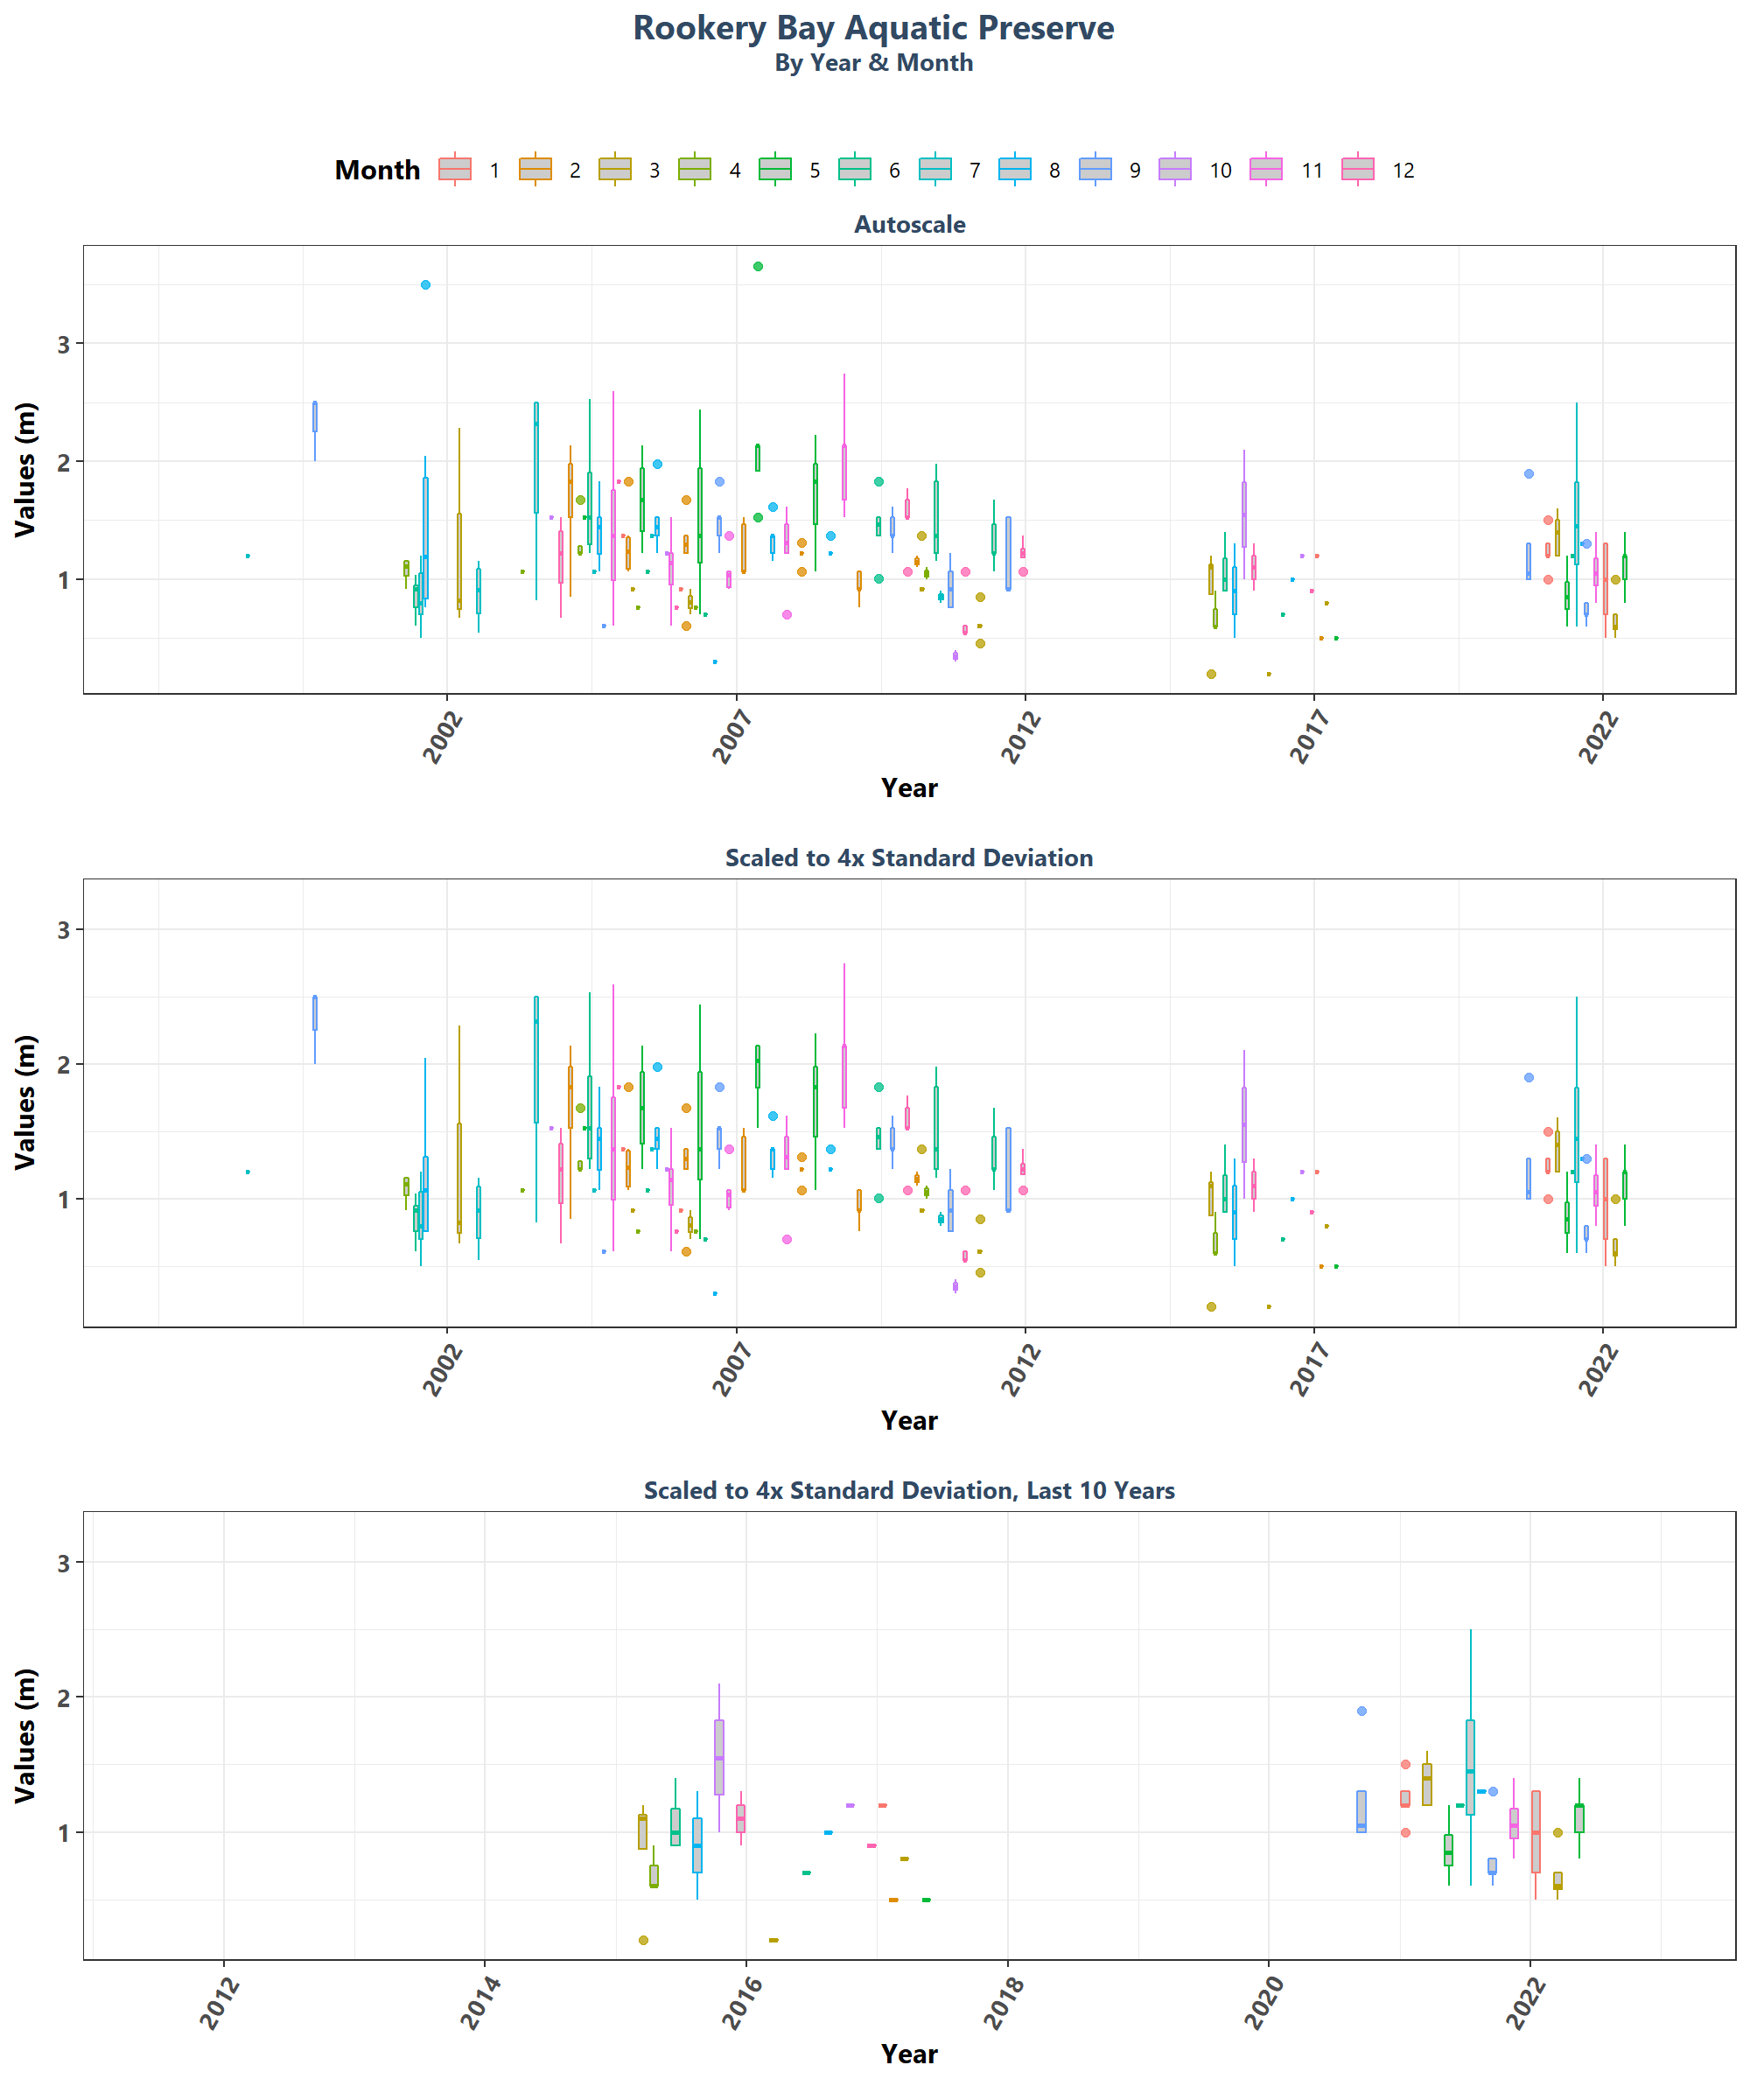 Rookery Bay Aquatic Preserve
By Year & Month
Month 1 2 3 4 5 6 7 8 9 10 11 12
Autoscale
Values (m)
3
2
1
2002 2007 2012 2017 2022
Year
Scaled to 4x Standard Deviation
Values (m)
3
2
1
2002 2007 2012 2017 2022
Year
Scaled to 4x Standard Deviation, Last 10 Years
Values (m)
3
2
1
2012 2014 2016 2018 2020 2022
Year